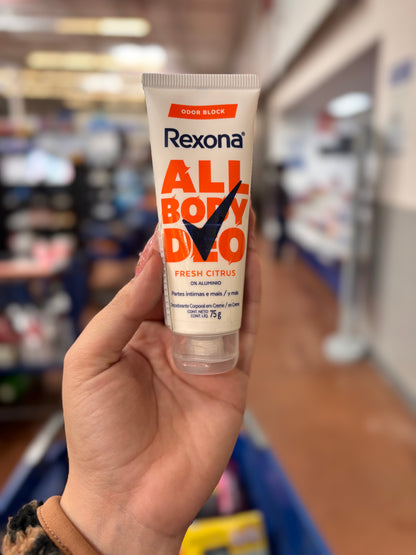 ODOR BLOCK
Rexona®
ALL
BODY
DEO
FRESH CITRUS
0% ALUMINIO
Partes íntimas e mais / y más
Desodorante Corporal em Creme / en Crema
CONT. NETO
CONT. LIQ. 75 g